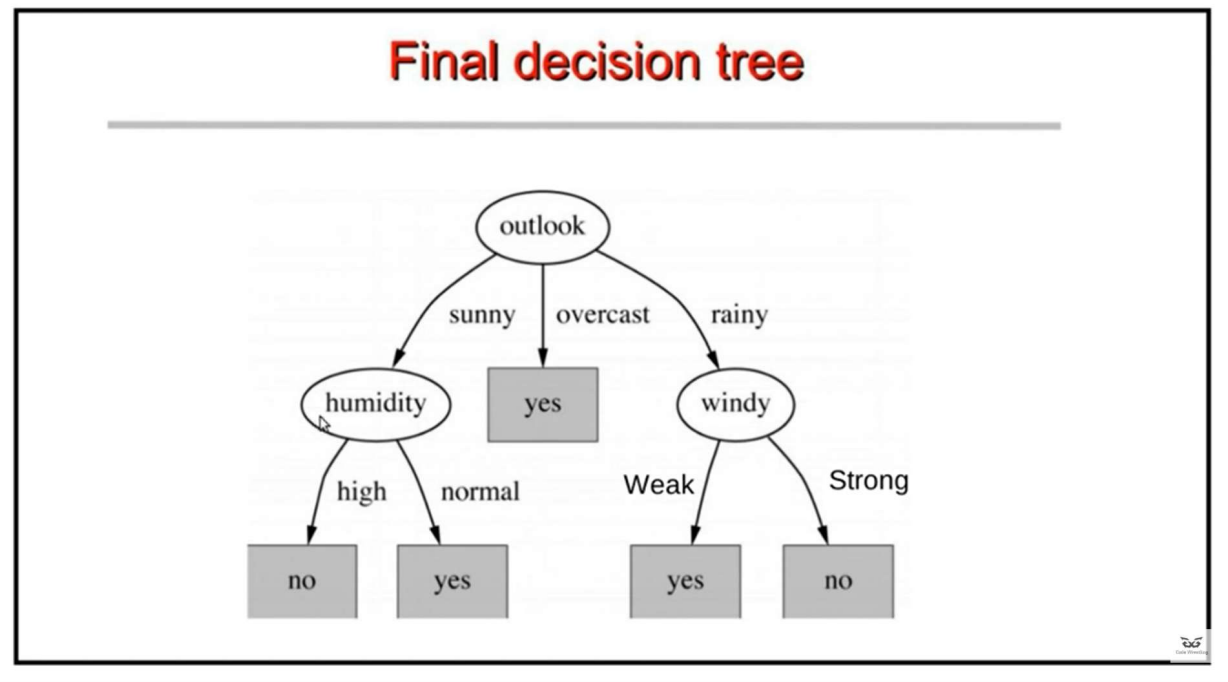 Final decision tree
outlook
sunny overcast rainy
humidity yes windy
high normal Weak Strong
no yes yes no